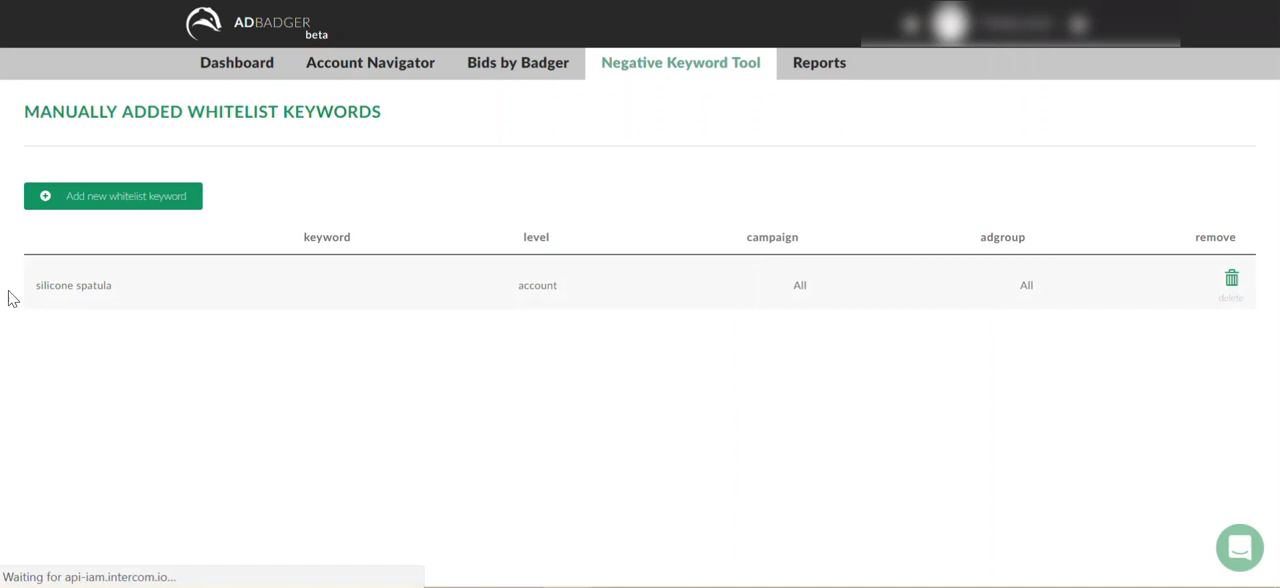 ADBADGER
beta
Dashboard Account Navigator Bids by Badger Negative Keyword Tool Reports
MANUALLY ADDED WHITELIST KEYWORDS
Add new whitelist keyword
keyword level campaign adgroup remove
silicone spatula account All All
delete
Waiting for api-iam.intercom.io...